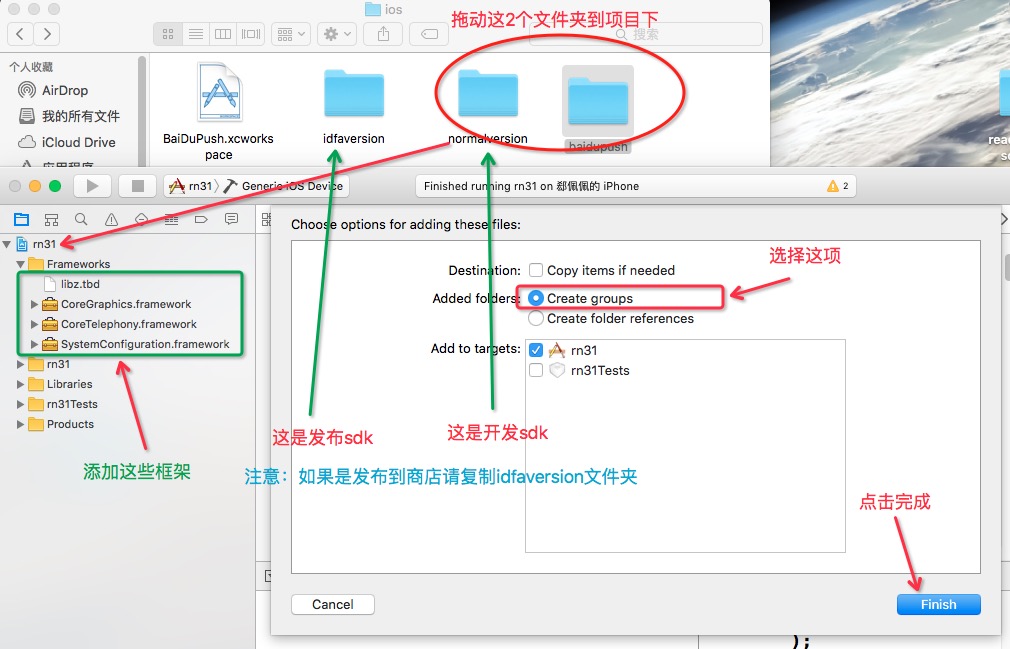 ios
拖动这2个文件夹到项目下
搜索
个人收藏
AirDrop
我的所有文件
iCloud Drive
应用程序
BaiDuPush.xcworks
pace
idfaversion
normalversion
baidupush
rea
so
rn31
Generic iOS Device
Finished running rn31 on 郄佩佩的 iPhone
2
rn31
Frameworks
libz.tbd
CoreGraphics.framework
CoreTelephony.framework
SystemConfiguration.framework
rn31
Libraries
rn31Tests
Products
添加这些框架
Choose options for adding these files:
Destination:
Copy items if needed
选择这项
Added folders:
Create groups
Create folder references
Add to targets:
rn31
rn31Tests
这是发布sdk
这是开发sdk
注意：如果是发布到商店请复制idfaversion文件夹
点击完成
Cancel
Finish
);